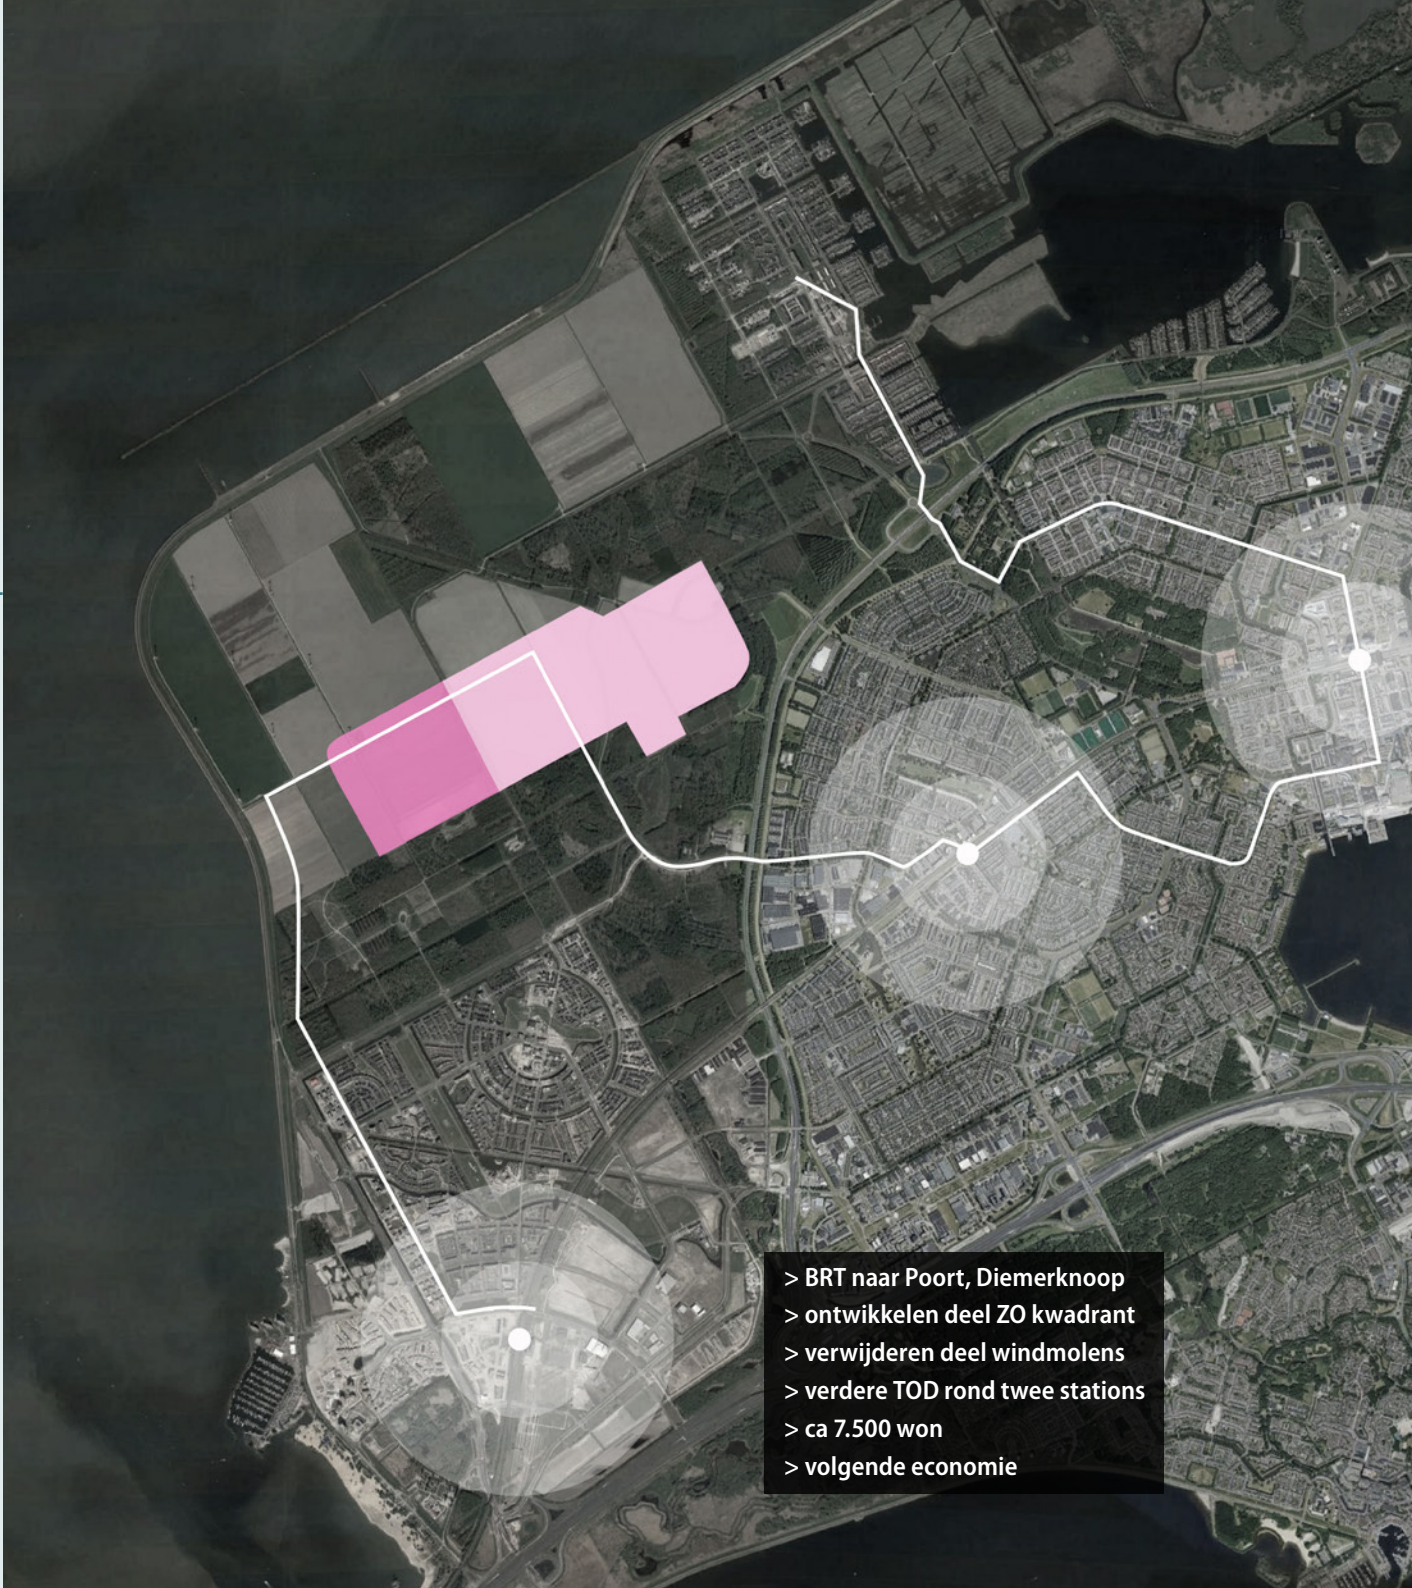 > BRT naar Poort, Diemerknoop
> ontwikkelen deel ZO kwadrant
> verwijderen deel windmolens
> verdere TOD rond twee stations
> ca 7.500 won
> volgende economie